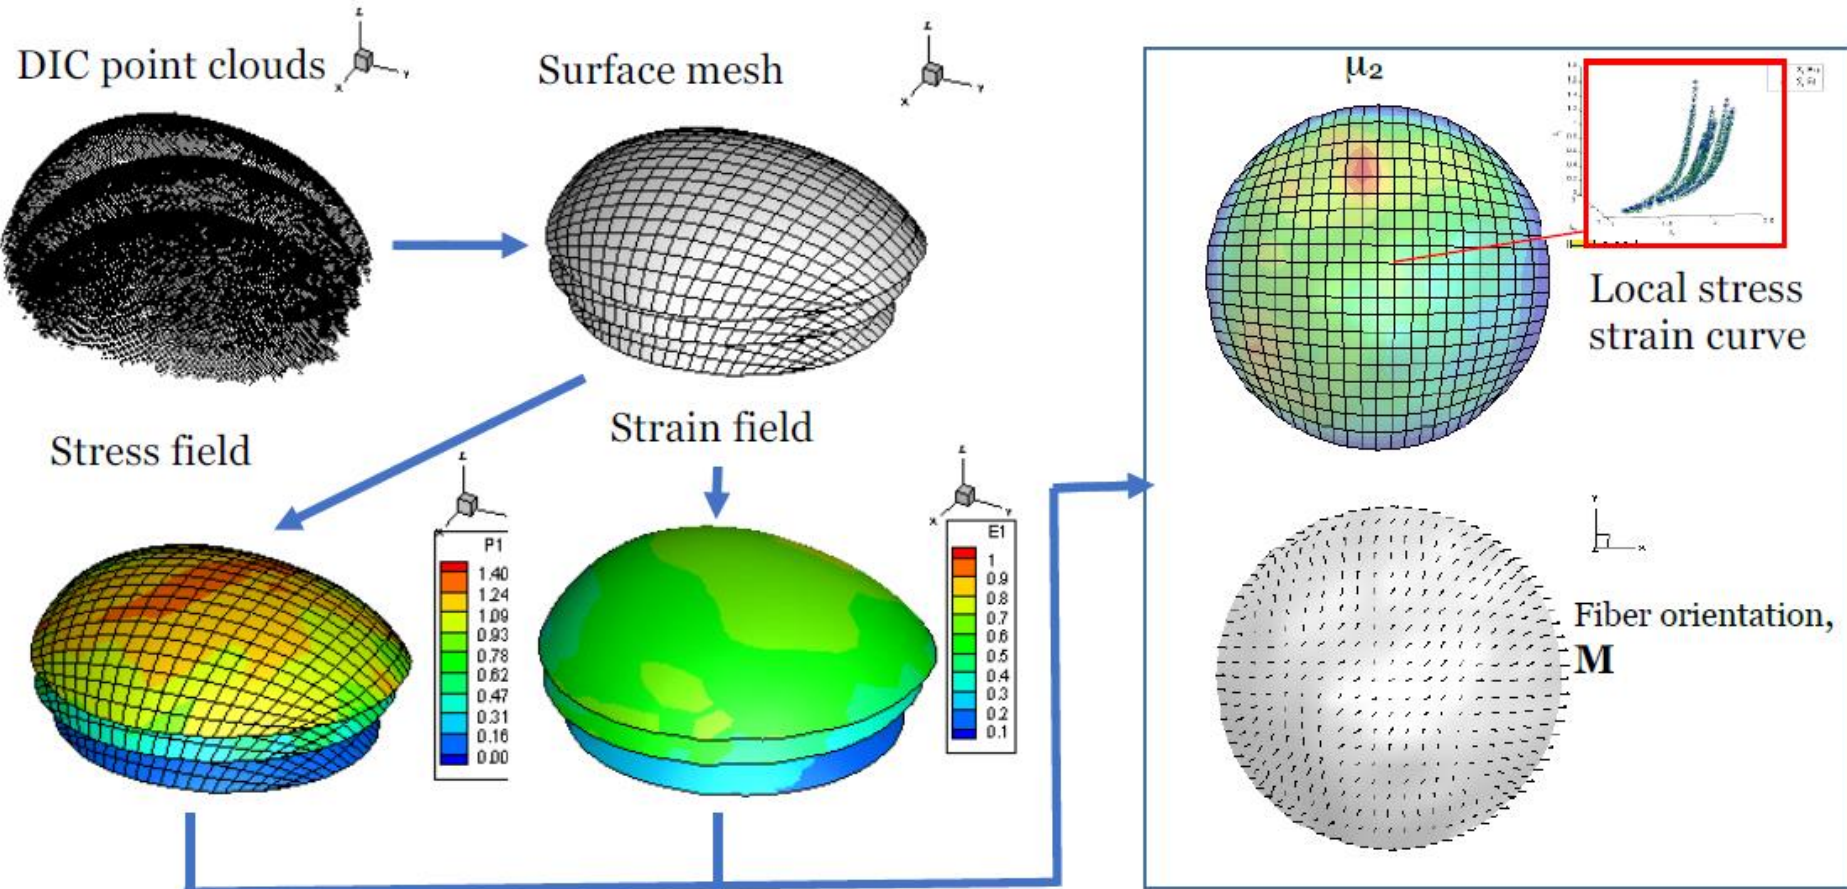 DIC point clouds
z
x
y
Surface mesh
z
x
y
μ₂
Local stress
strain curve
Stress field
Strain field
z
x
P1
1.40
1.24
1.09
0.93
0.78
0.62
0.47
0.31
0.16
0.00
z
x
y
E1
1
0.9
0.8
0.7
0.6
0.5
0.4
0.3
0.2
0.1
Y
X
Fiber orientation,
M